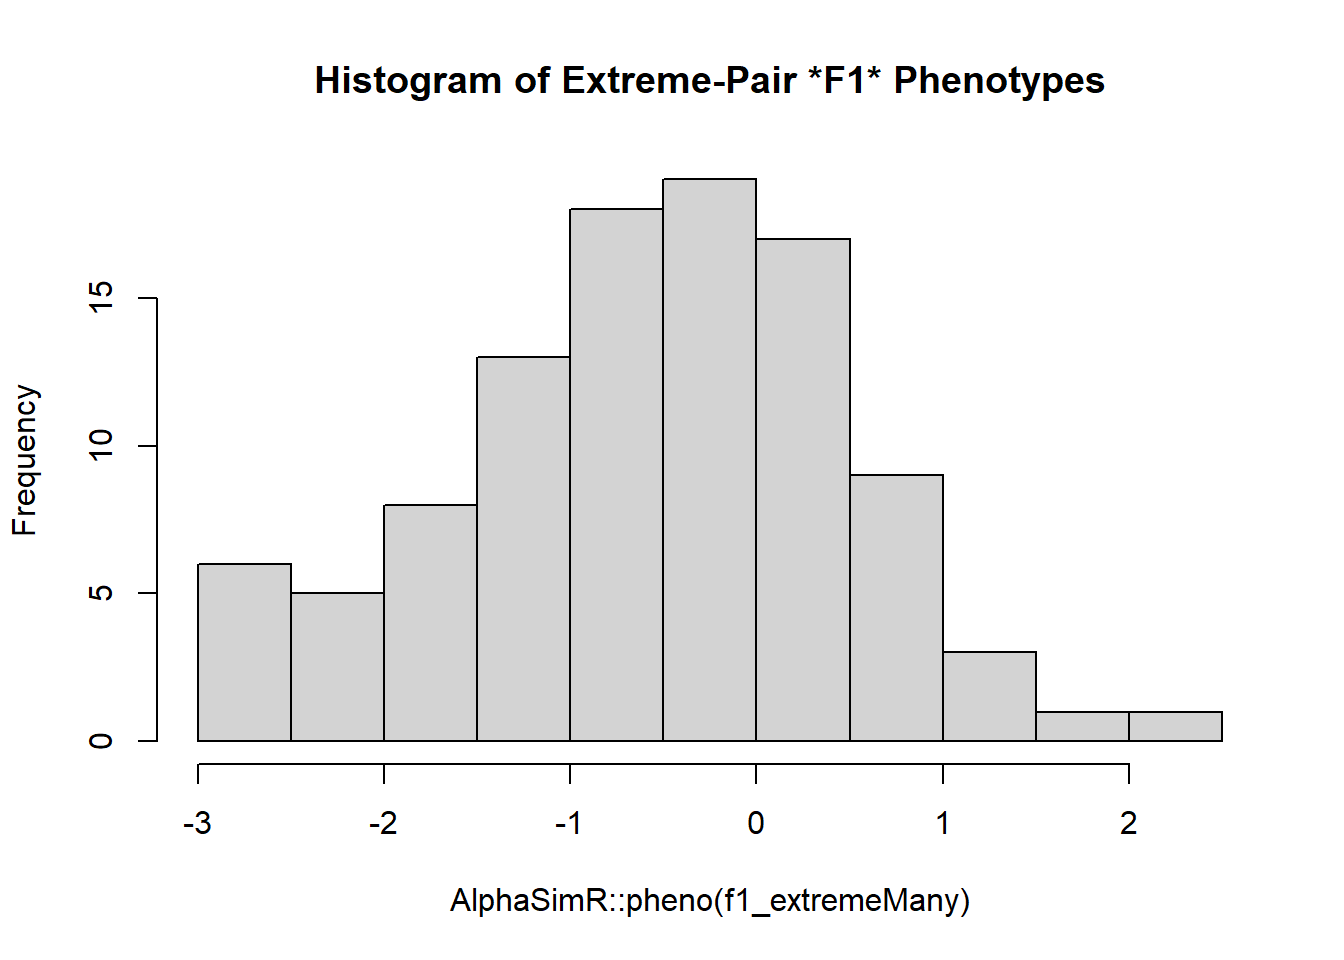 Histogram of Extreme-Pair *F1* Phenotypes
Frequency
15
10
5
0
-3 -2 -1 0 1 2
AlphaSimR::pheno(f1_extremeMany)